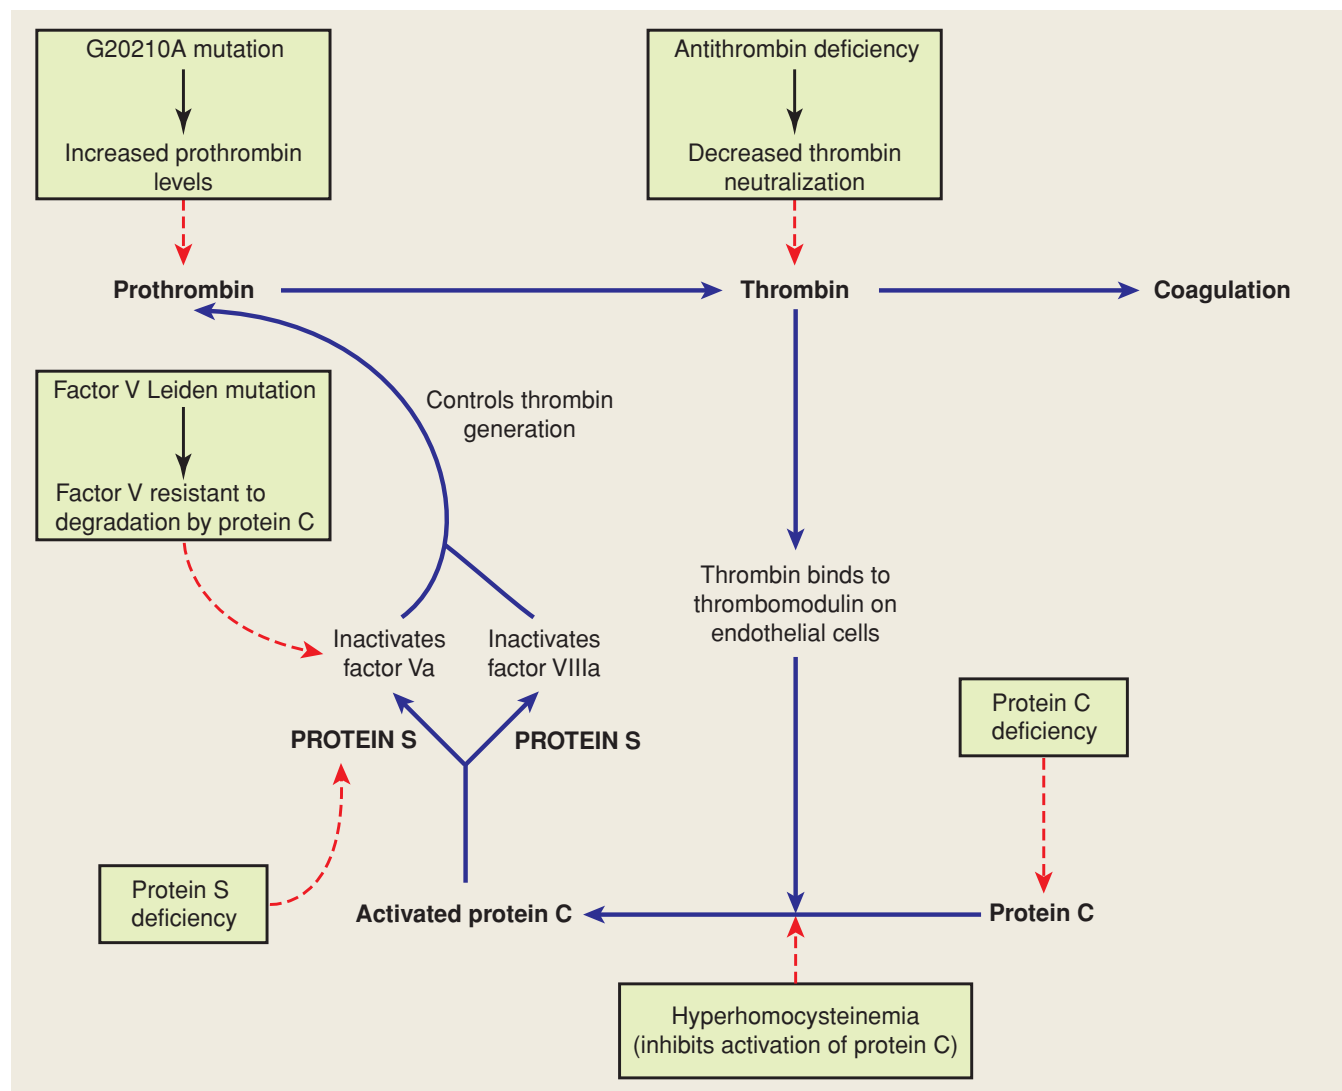 G20210A mutation
Increased prothrombin
levels
Antithrombin deficiency
Decreased thrombin
neutralization
Prothrombin
Thrombin
Coagulation
Factor V Leiden mutation
Factor V resistant to
degradation by protein C
Controls thrombin
generation
Thrombin binds to
thrombomodulin on
endothelial cells
Inactivates
factor Va
Inactivates
factor VIIIa
PROTEIN S
PROTEIN S
Protein C
deficiency
Protein S
deficiency
Activated protein C
Protein C
Hyperhomocysteinemia
(inhibits activation of protein C)